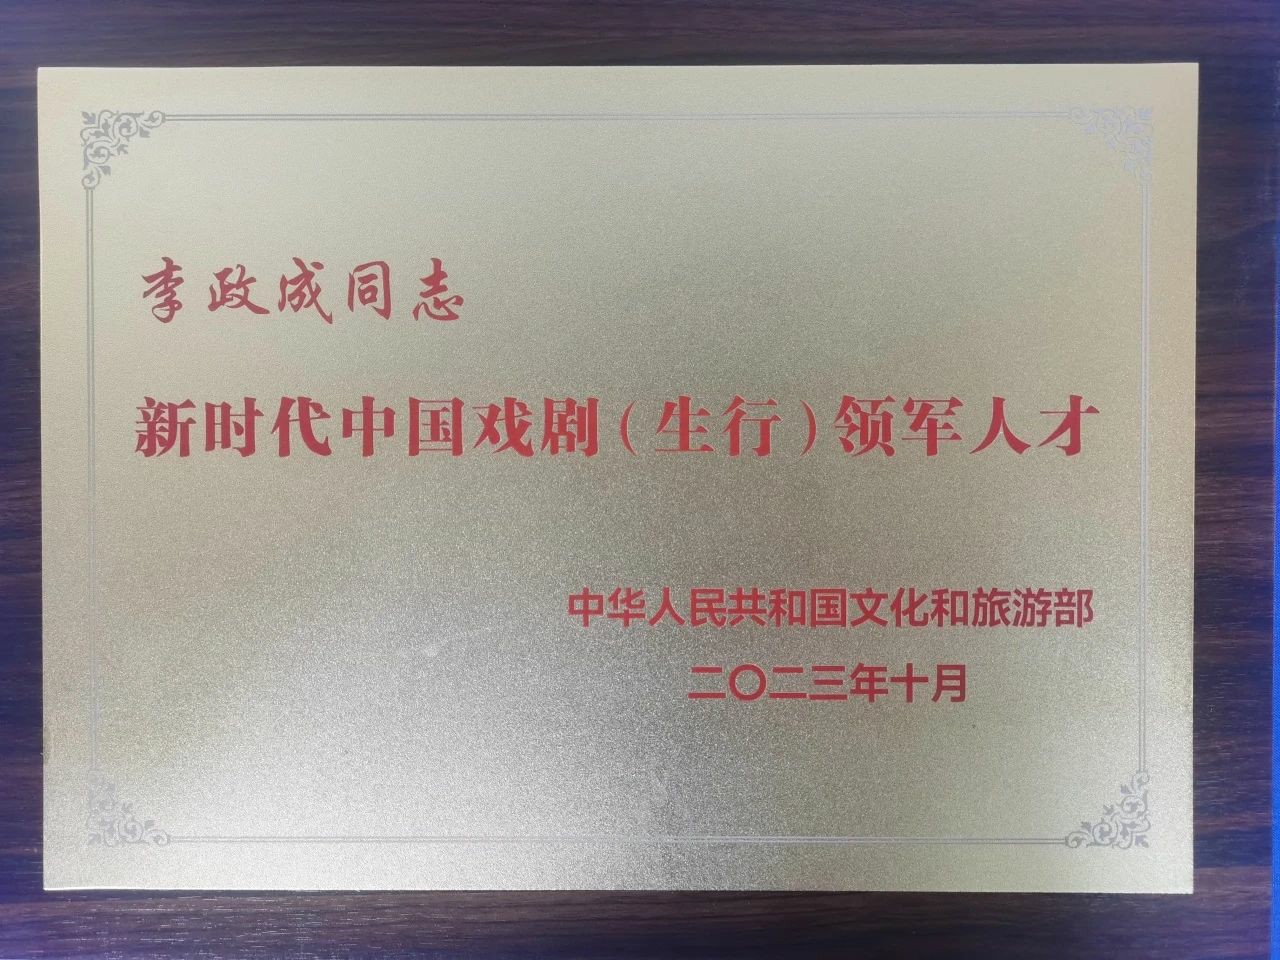 李政成同志
新时代中国戏剧(生行)领军人才
中华人民共和国文化和旅游部
二〇二三年十月